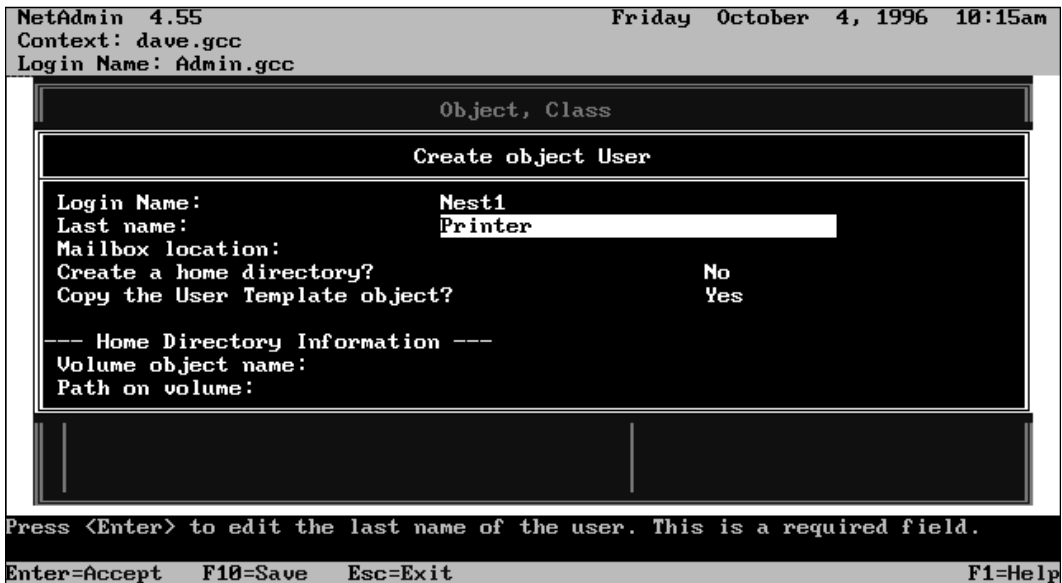 NetAdmin 4.55 Friday October 4, 1996 10:15am
Context: dave.gcc
Login Name: Admin.gcc
Object, Class
Create object User
Login Name: Nest1
Last name: Printer
Mailbox location:
Create a home directory? No
Copy the User Template object? Yes
--- Home Directory Information ---
Volume object name:
Path on volume:
Press <Enter> to edit the last name of the user. This is a required field.
Enter=Accept F10=Save Esc=Exit F1=Help